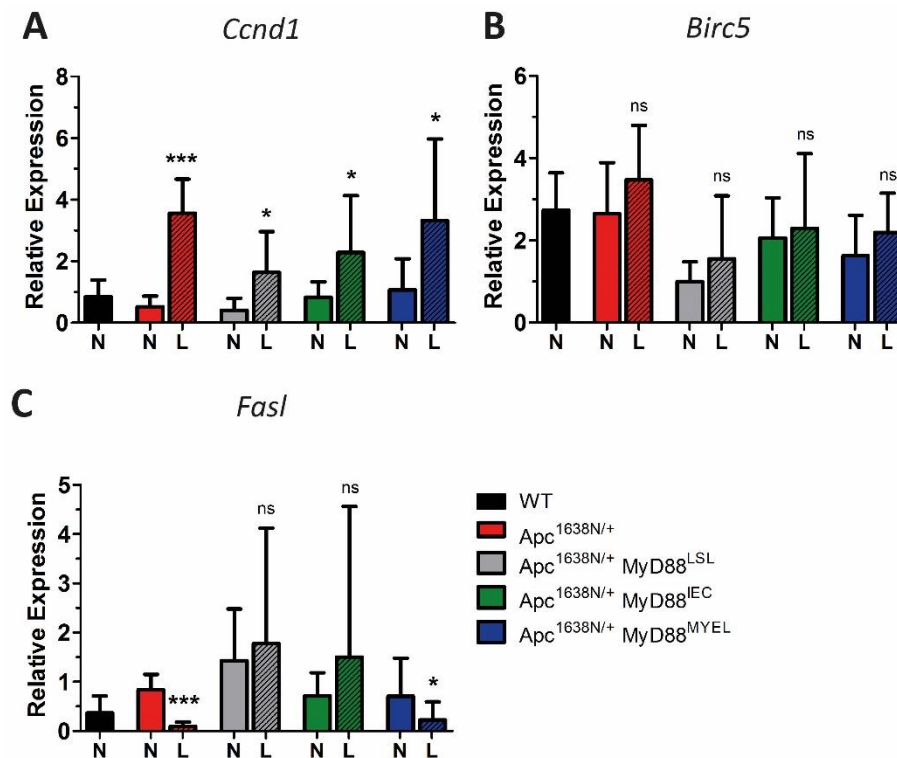 A
Ccnd1
Relative Expression
8
6
4
2
0
***
*
*
*
N N L N L N L N L
B
Birc5
Relative Expression
6
4
2
0
ns
ns
ns
ns
N N L N L N L N L
C
Fasl
Relative Expression
5
4
3
2
1
0
***
ns
ns
*
N N L N L N L N L
WT
Apc1638N/+
Apc1638N/+ MyD88LSL
Apc1638N/+ MyD88IEC
Apc1638N/+ MyD88MYEL